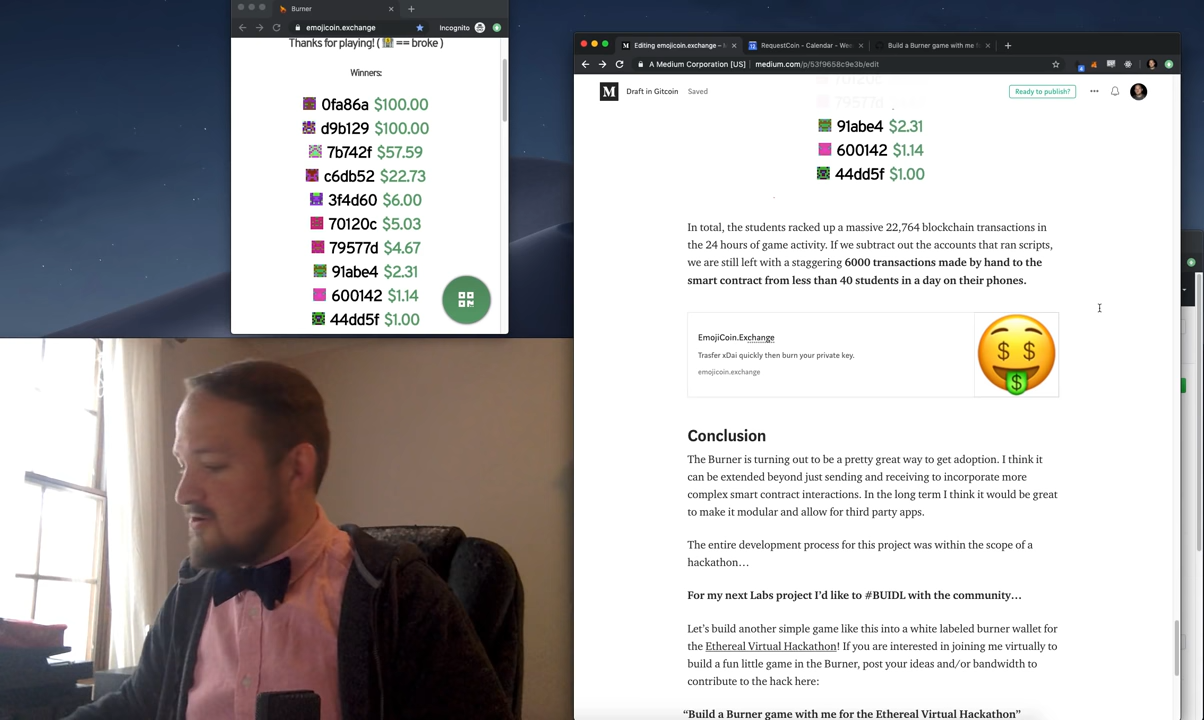 Burner
emojicoin.exchange
Incognito
Thanks for playing! ( == broke )
Winners:
0fa86a $100.00
d9b129 $100.00
7b742f $57.59
c6db52 $22.73
3f4d60 $6.00
70120c $5.03
79577d $4.67
91abe4 $2.31
600142 $1.14
44dd5f $1.00
Editing emojicoin.exchange –
RequestCoin - Calendar - Wed
Build a Burner game with me f
A Medium Corporation [US] | medium.com/p/53f9658c9e3b/edit
M Draft in Gitcoin Saved
Ready to publish?
70120c
79577d
91abe4 $2.31
600142 $1.14
44dd5f $1.00
In total, the students racked up a massive 22,764 blockchain transactions in
the 24 hours of game activity. If we subtract out the accounts that ran scripts,
we are still left with a staggering 6000 transactions made by hand to the
smart contract from less than 40 students in a day on their phones.
EmojiCoin.Exchange
Trasfer xDai quickly then burn your private key.
emojicoin.exchange
Conclusion
The Burner is turning out to be a pretty great way to get adoption. I think it
can be extended beyond just sending and receiving to incorporate more
complex smart contract interactions. In the long term I think it would be great
to make it modular and allow for third party apps.
The entire development process for this project was within the scope of a
hackathon…
For my next Labs project I’d like to #BUIDL with the community…
Let’s build another simple game like this into a white labeled burner wallet for
the Ethereal Virtual Hackathon! If you are interested in joining me virtually to
build a fun little game in the Burner, post your ideas and/or bandwidth to
contribute to the hack here:
“Build a Burner game with me for the Ethereal Virtual Hackathon”